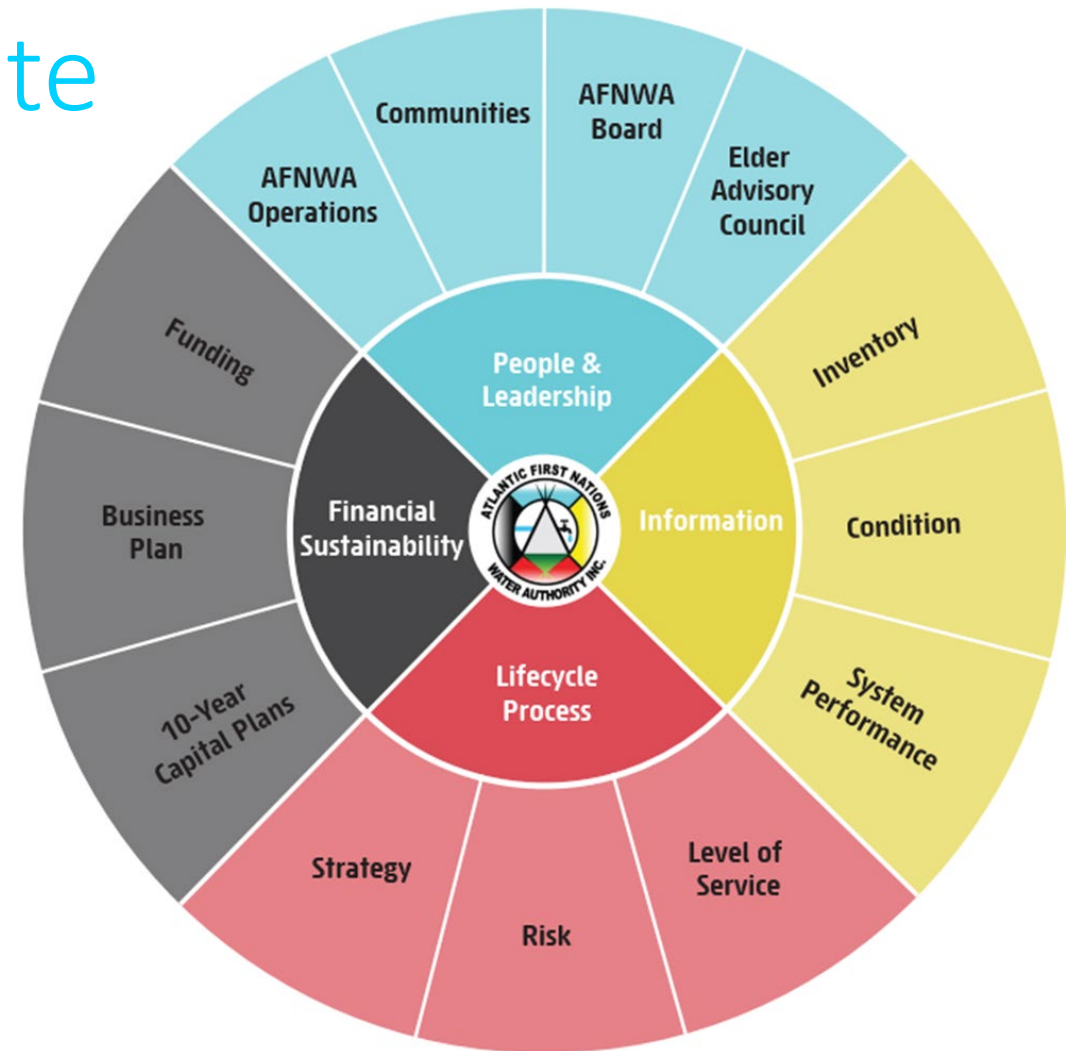 te
Communities
AFNWA
Board
AFNWA
Operations
Elder
Advisory
Council
Funding
Inventory
People &
Leadership
Business
Plan
Financial
Sustainability
ATLANTIC FIRST NATIONS
WATER AUTHORITY INC.
Information
Condition
10-Year
Capital Plans
Lifecycle
Process
System
Performance
Strategy
Risk
Level of
Service